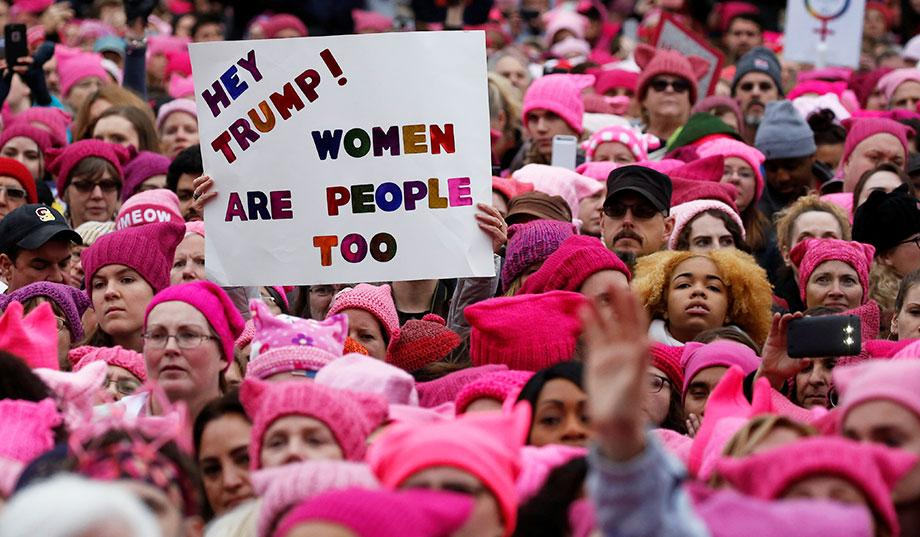 HEY
TRUMP!
WOMEN
ARE PEOPLE
TOO
MEOW